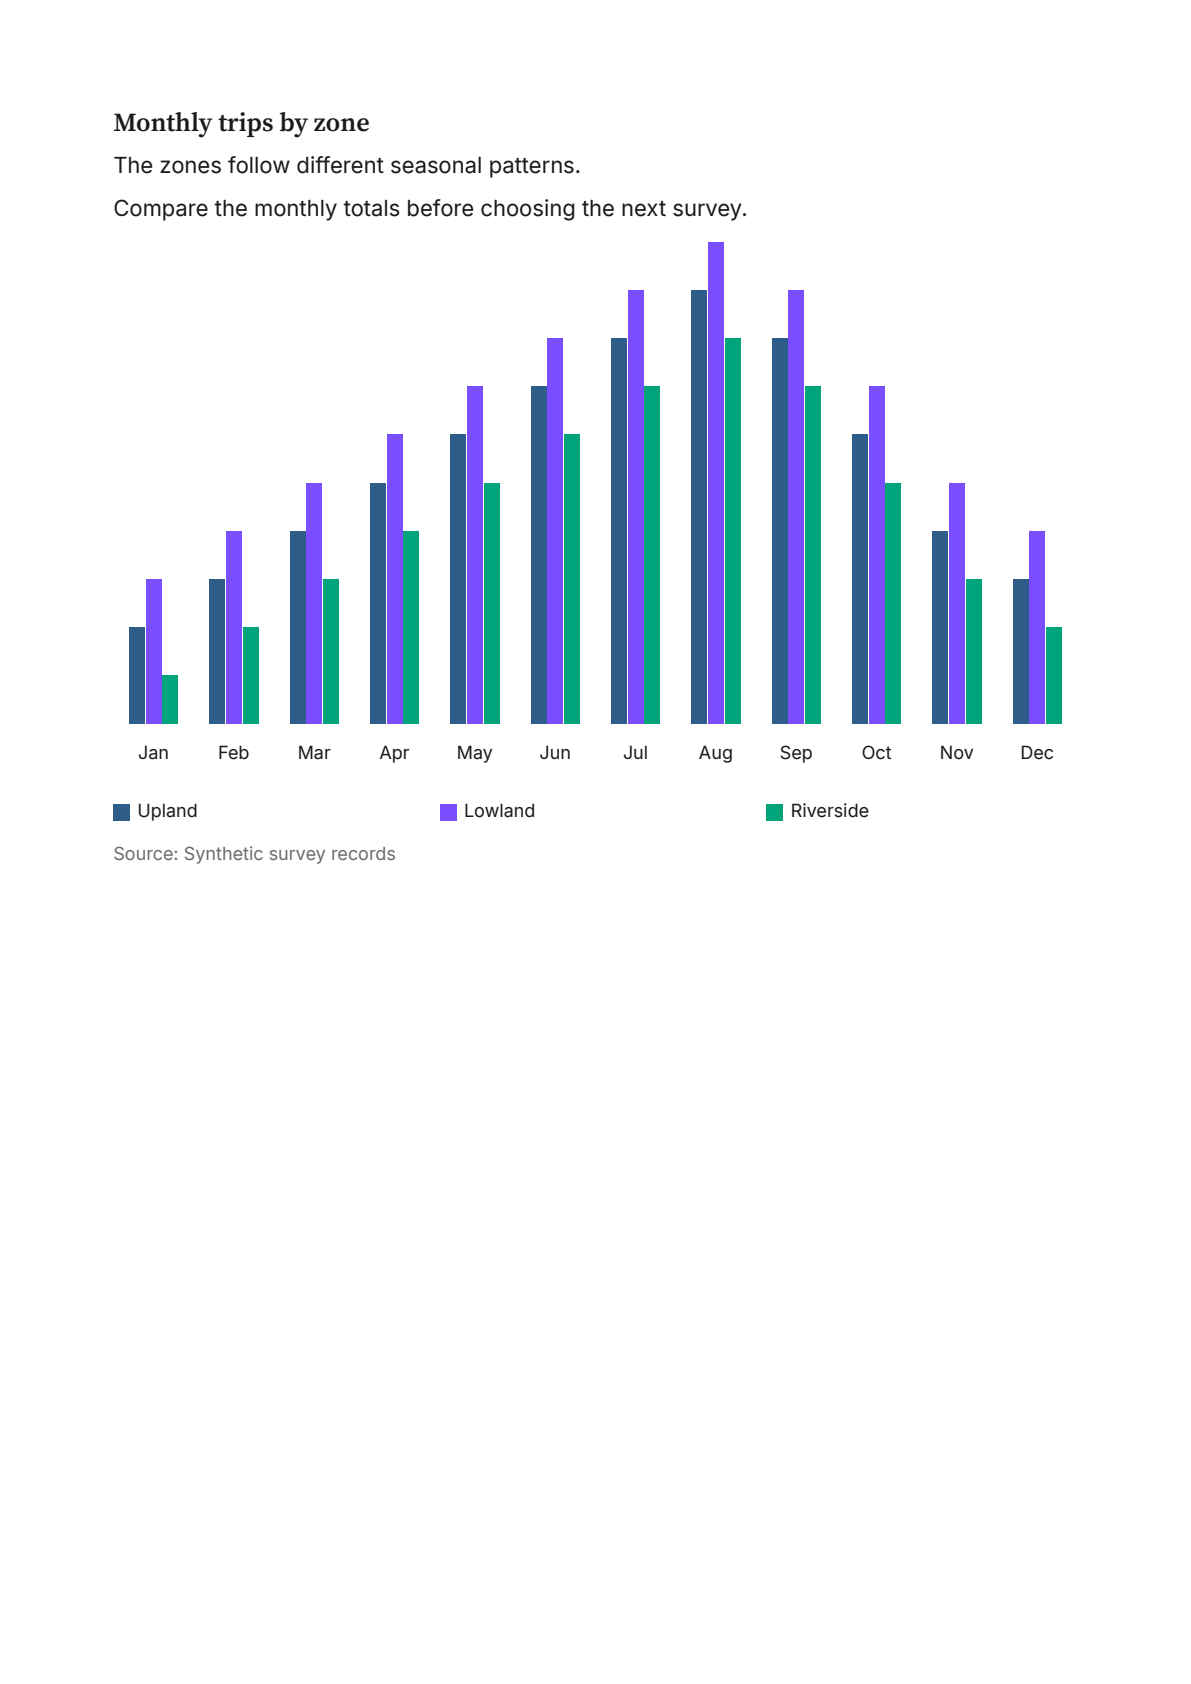 Monthly trips by zone
The zones follow different seasonal patterns.
Compare the monthly totals before choosing the next survey.
Jan Feb Mar Apr May Jun Jul Aug Sep Oct Nov Dec
Upland Lowland Riverside
Source: Synthetic survey records